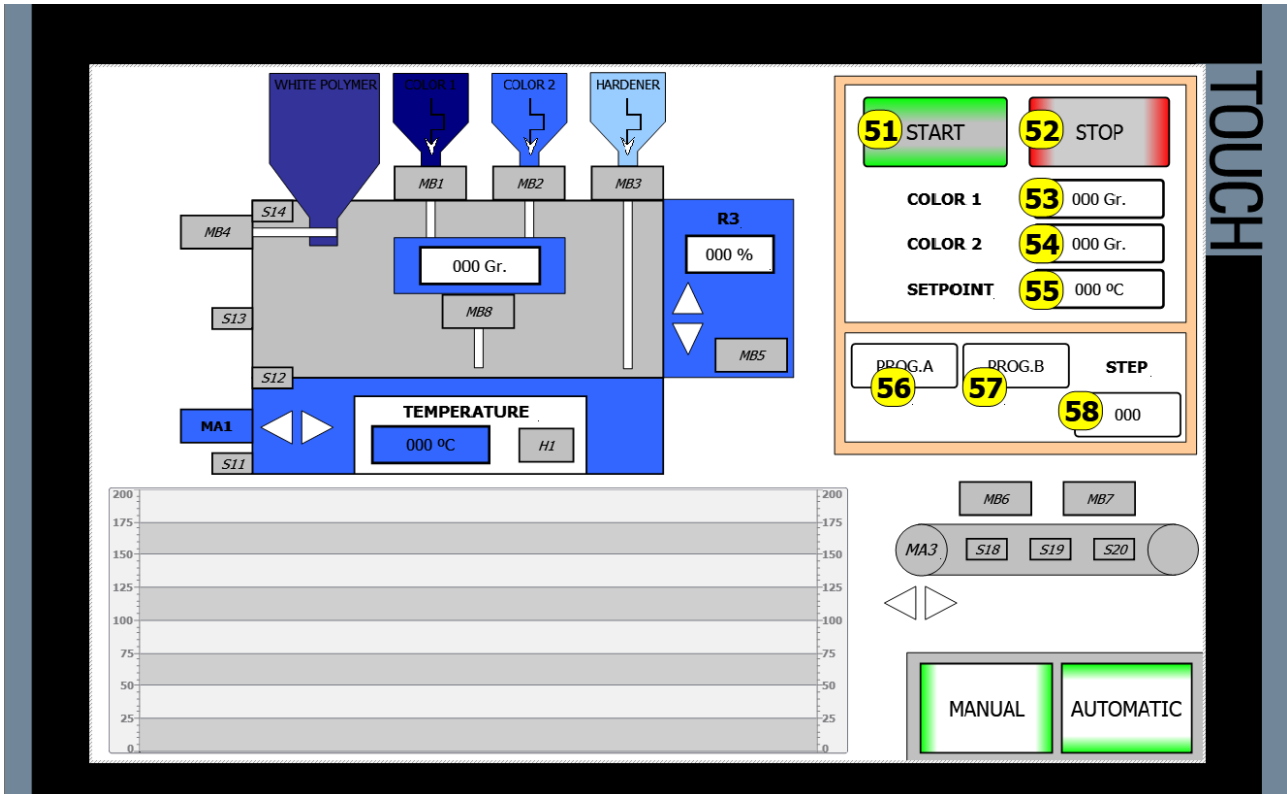 TOUCH
WHITE POLYMER
COLOR 1
COLOR 2
HARDENER
MB1
MB2
MB3
S14
MB4
R3
000 %
000 Gr.
S13
MB8
MB5
S12
TEMPERATURE
MA1
000 ºC
H1
S11
51 START
52 STOP
COLOR 1 53 000 Gr.
COLOR 2 54 000 Gr.
SETPOINT 55 000 ºC
PROG.A
PROG.B
STEP
56
57
58 000
200 200
175 175
150 150
125 125
100 100
75 75
50 50
25 25
0 0
MB6
MB7
MA3
S18
S19
S20
MANUAL
AUTOMATIC